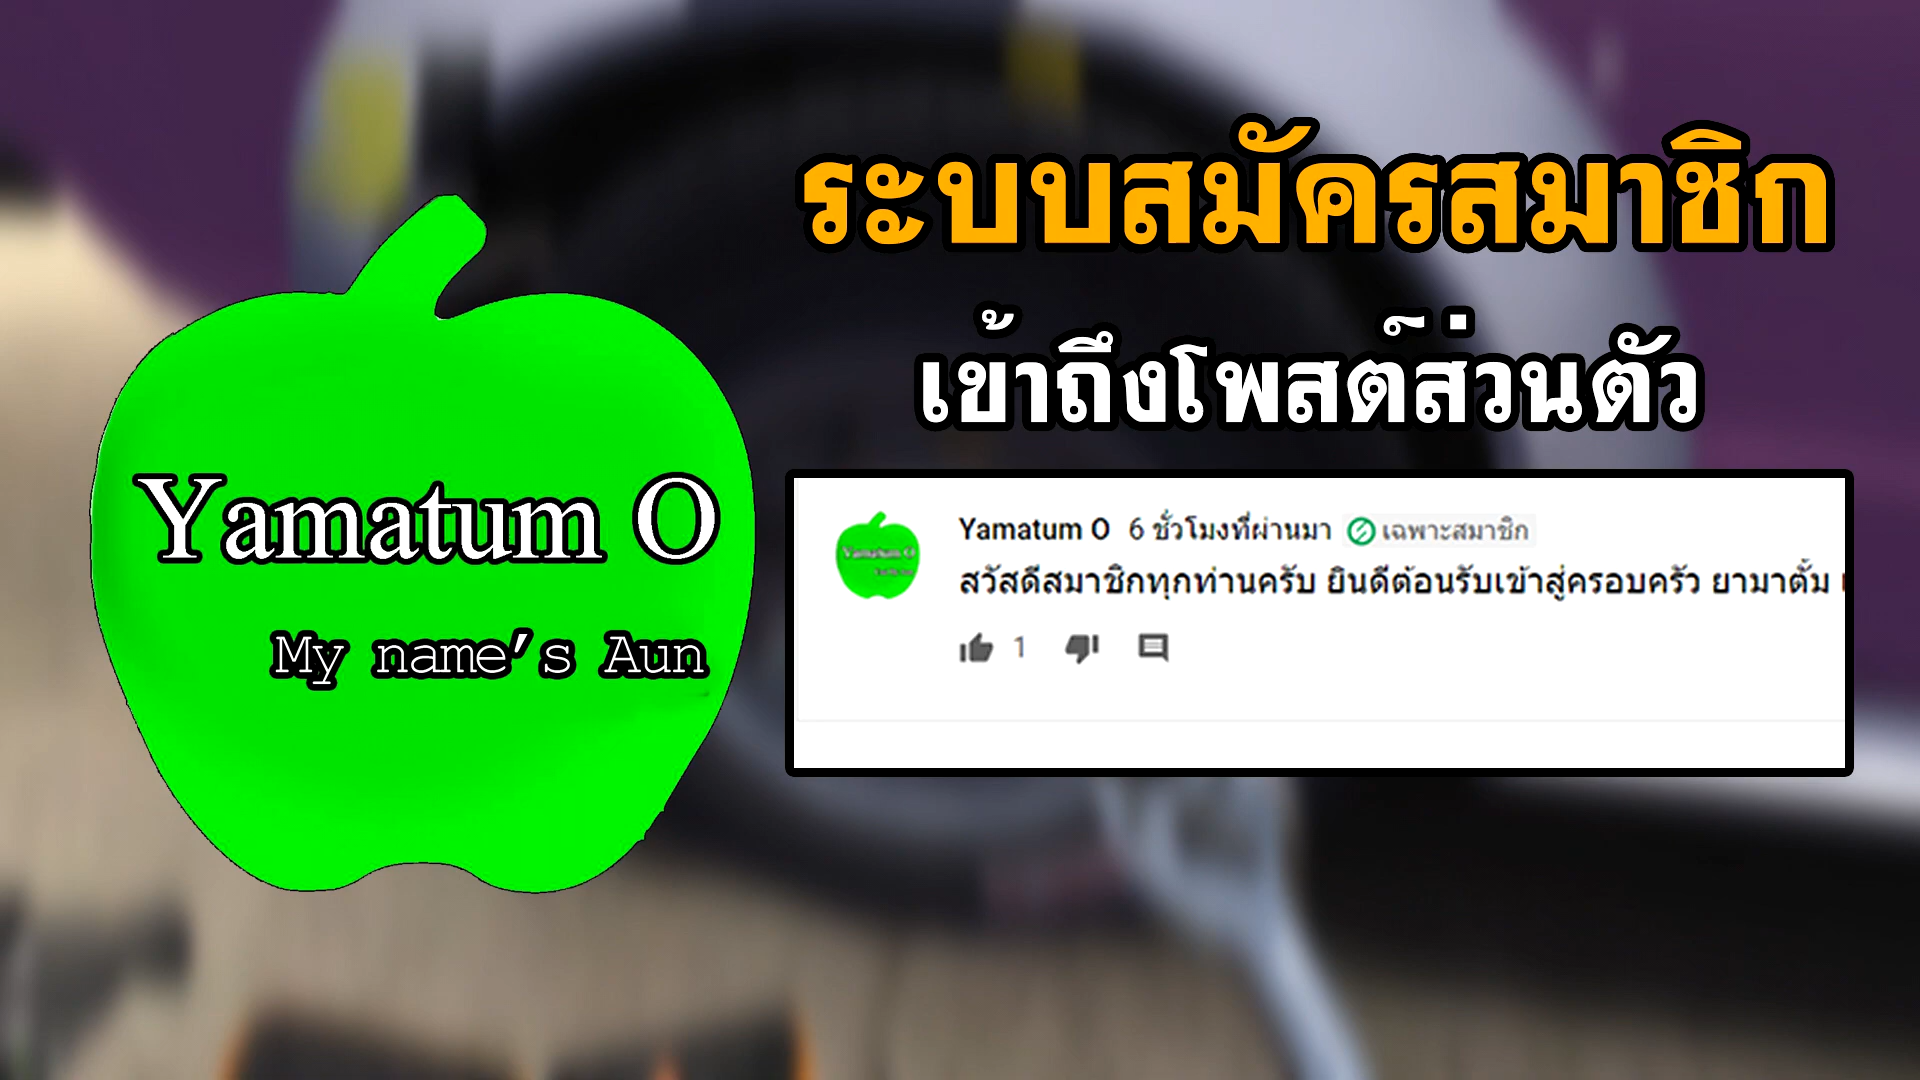 ระบบสมัครสมาชิก
เข้าถึงโพสต์ส่วนตัว
Yamatum O
My name's Aun
Yamatum O
Yamatum O 6 ชั่วโมงที่ผ่านมา เฉพาะสมาชิก
สวัสดีสมาชิกทุกท่านครับ ยินดีต้อนรับเข้าสู่ครอบครัว ยามาตั้ม
1